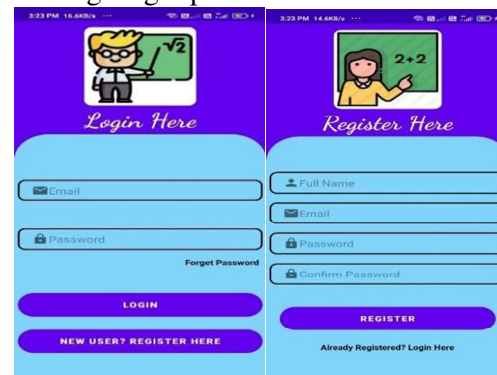 3:23 PM 16.6KB/s ...
√2
Login Here
Email
Password
Forget Password
LOGIN
NEW USER? REGISTER HERE
3:23 PM 14.6KB/s ...
2+2
Register Here
Full Name
Email
Password
Confirm Password
REGISTER
Already Registered? Login Here